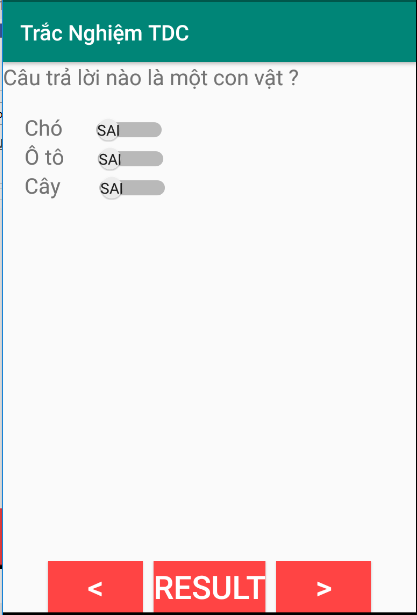 Trắc Nghiệm TDC
Câu trả lời nào là một con vật ?
Chó SAI
Ô tô SAI
Cây SAI
< RESULT >